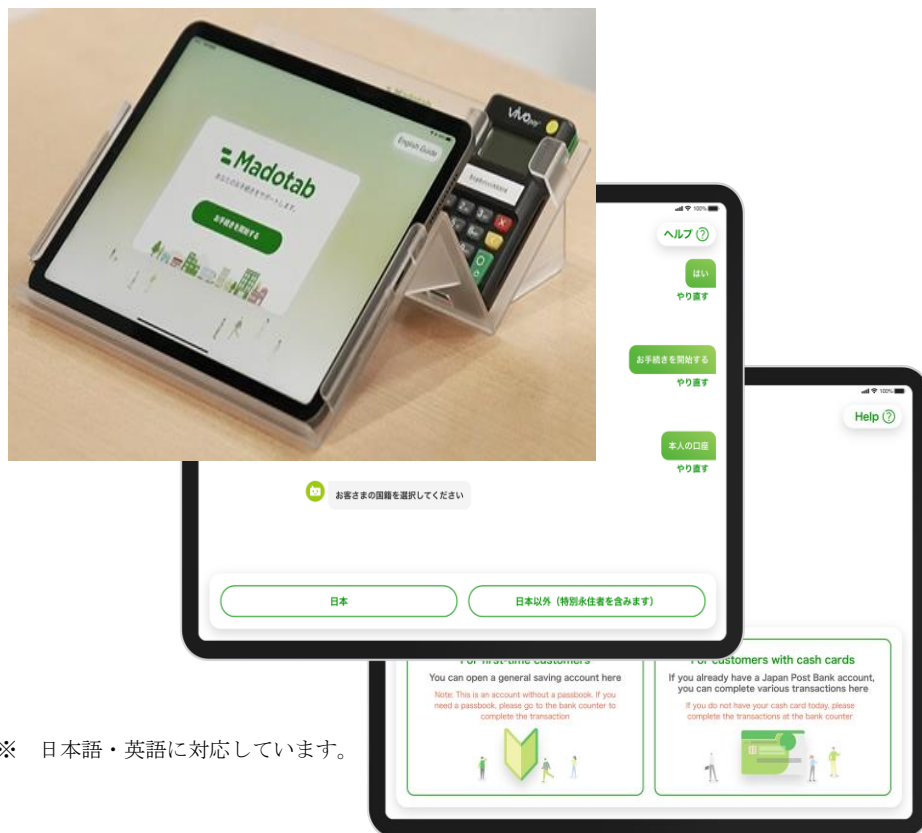 Madotab
あなたのお手続きをサポートします。
お手続きを開始する
English Guide
ViVOpay
100%
ヘルプ ?
はい
やり直す
お手続きを開始する
やり直す
本人の口座
やり直す
お客さまの国籍を選択してください
日本
日本以外（特別永住者を含みます）
100%
Help ?
For first-time customers
You can open a general saving account here
Note: This is an account without a passbook. If you
need a passbook, please go to the bank counter to
complete the transaction
For customers with cash cards
If you already have a Japan Post Bank account,
you can complete various transactions here
If you do not have your cash card today, please
complete the transactions at the bank counter
※　日本語・英語に対応しています。